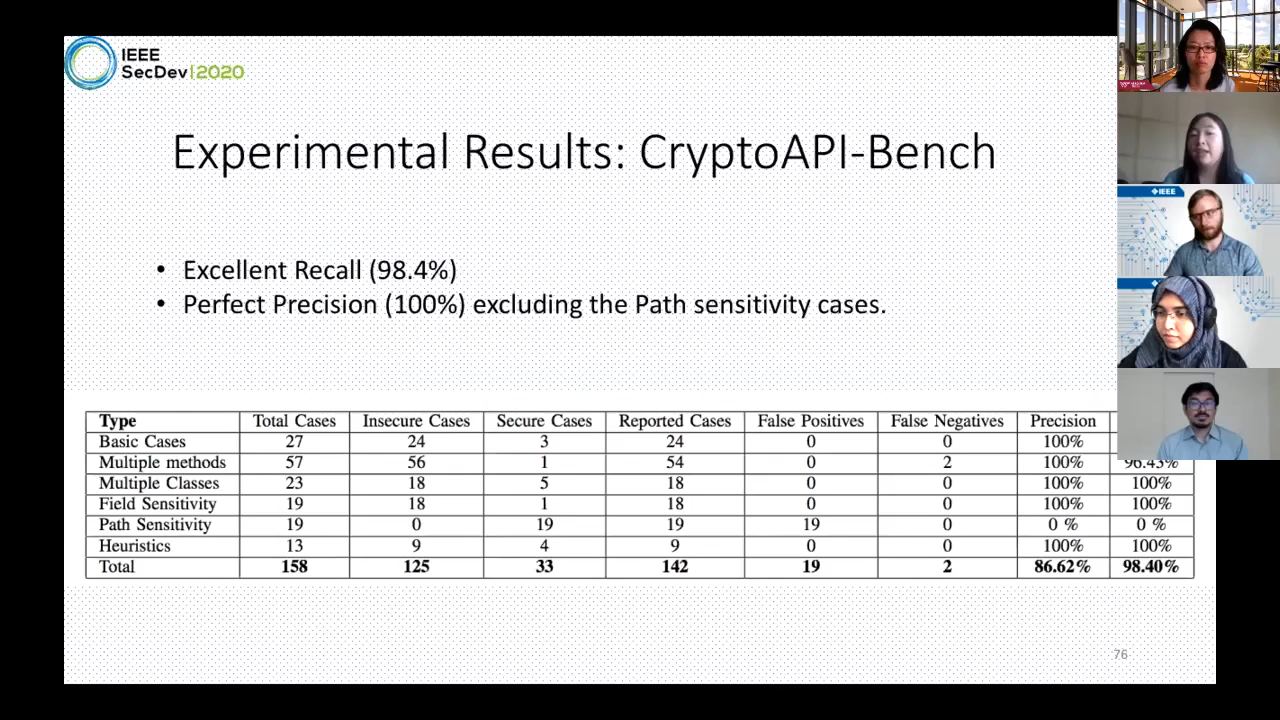 IEEE
SecDev|2020
Experimental Results: CryptoAPI-Bench
• Excellent Recall (98.4%)
• Perfect Precision (100%) excluding the Path sensitivity cases.
Type Total Cases Insecure Cases Secure Cases Reported Cases False Positives False Negatives Precision
Basic Cases 27 24 3 24 0 0 100%
Multiple methods 57 56 1 54 0 2 100% 96.43%
Multiple Classes 23 18 5 18 0 0 100% 100%
Field Sensitivity 19 18 1 18 0 0 100% 100%
Path Sensitivity 19 0 19 19 19 0 0 % 0 %
Heuristics 13 9 4 9 0 0 100% 100%
Total 158 125 33 142 19 2 86.62% 98.40%
76
IEEE